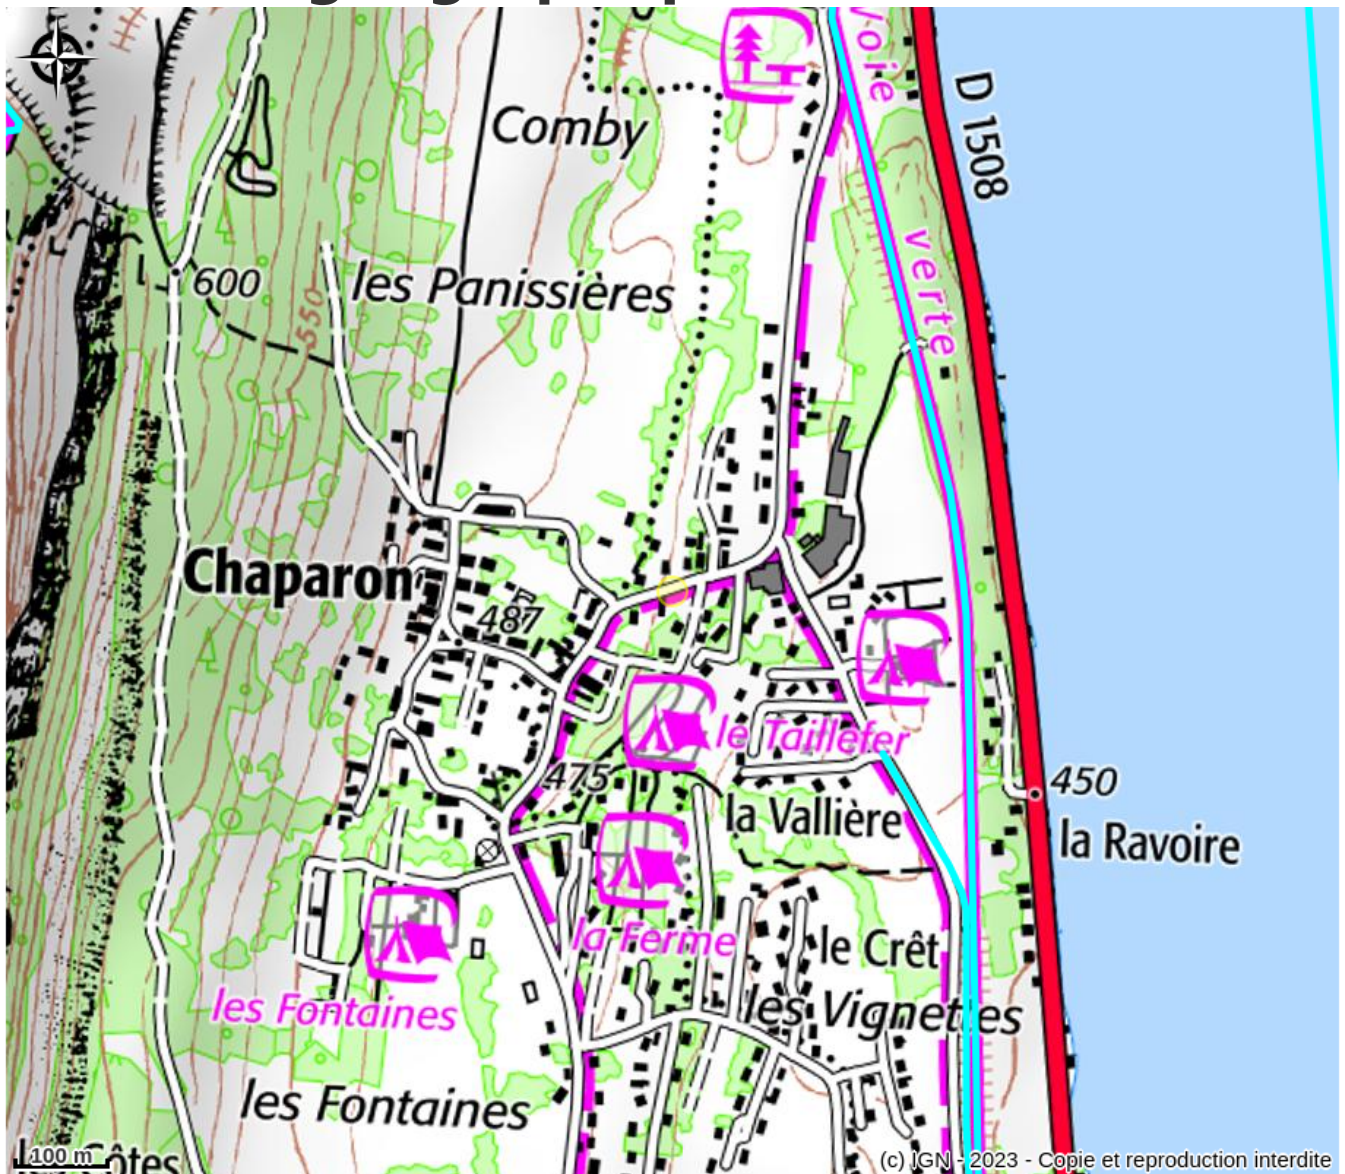 Voie
D 1508
Comby
verte
600
les Panissières
550
Chaparon
487
le Taillefer
475
450
la Vallière
la Ravoire
la Ferme
le Crêt
les Fontaines
les Vignettes
les Fontaines
100 m
Côtes
(c) IGN - 2023 - Copie et reproduction interdite